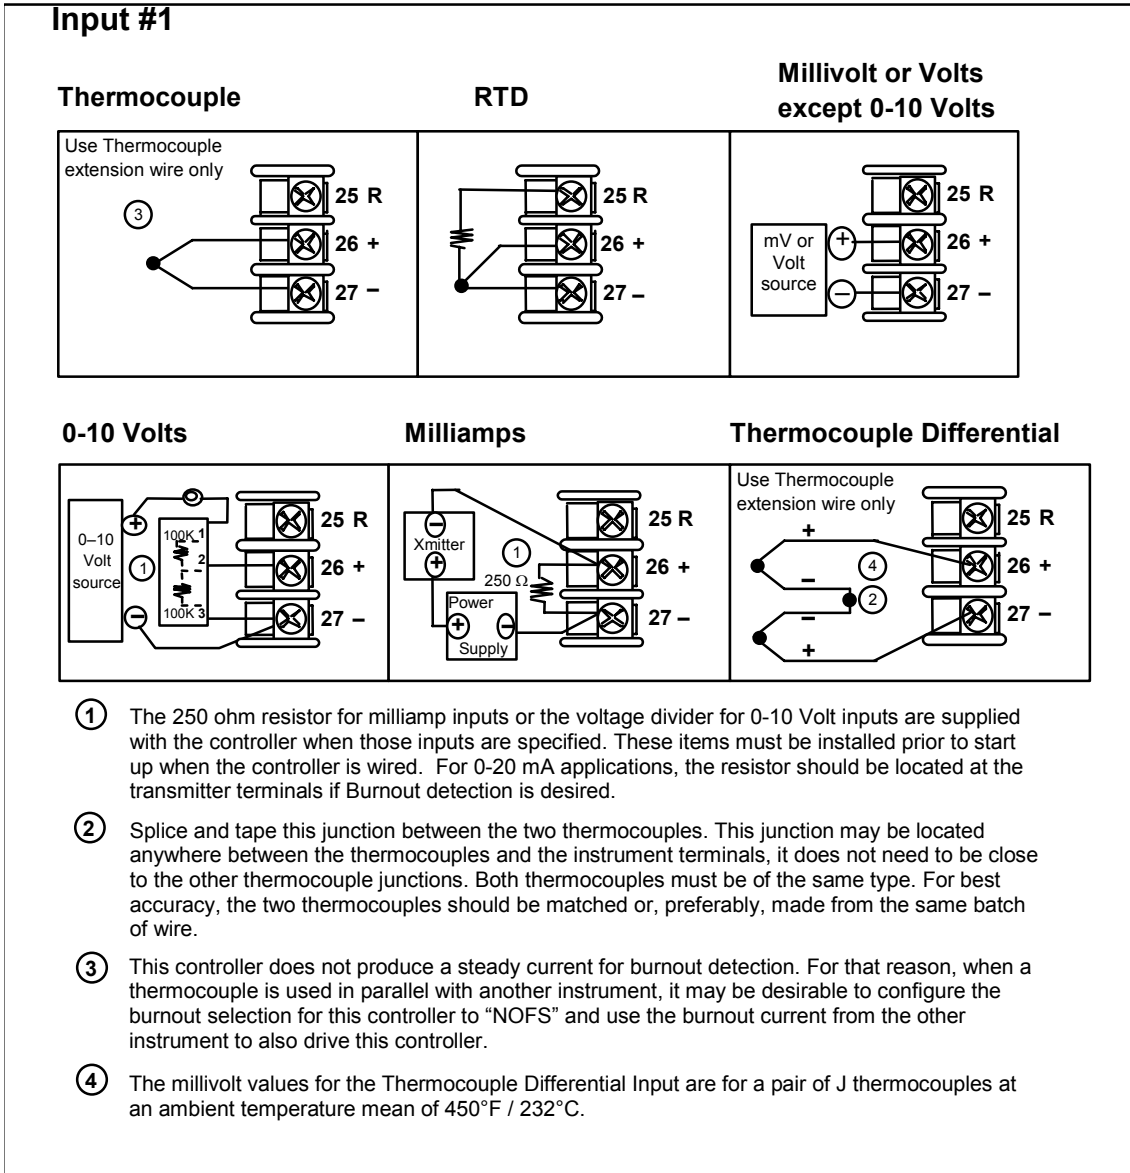 Input #1
Thermocouple
RTD
Millivolt or Volts
except 0-10 Volts
Use Thermocouple
extension wire only
3
25 R
26 +
27 –
25 R
26 +
27 –
mV or
Volt
source
+
–
25 R
26 +
27 –
0-10 Volts
Milliamps
Thermocouple Differential
0–10
Volt
source
+
–
1
100K 1
2
100K 3
25 R
26 +
27 –
–
Xmitter
+
1
250 Ω
Power
+ –
Supply
25 R
26 +
27 –
Use Thermocouple
extension wire only
+
–
4
2
–
+
25 R
26 +
27 –
1 The 250 ohm resistor for milliamp inputs or the voltage divider for 0-10 Volt inputs are supplied
with the controller when those inputs are specified. These items must be installed prior to start
up when the controller is wired.  For 0-20 mA applications, the resistor should be located at the
transmitter terminals if Burnout detection is desired.
2 Splice and tape this junction between the two thermocouples. This junction may be located
anywhere between the thermocouples and the instrument terminals, it does not need to be close
to the other thermocouple junctions. Both thermocouples must be of the same type. For best
accuracy, the two thermocouples should be matched or, preferably, made from the same batch
of wire.
3 This controller does not produce a steady current for burnout detection. For that reason, when a
thermocouple is used in parallel with another instrument, it may be desirable to configure the
burnout selection for this controller to “NOFS” and use the burnout current from the other
instrument to also drive this controller.
4 The millivolt values for the Thermocouple Differential Input are for a pair of J thermocouples at
an ambient temperature mean of 450°F / 232°C.